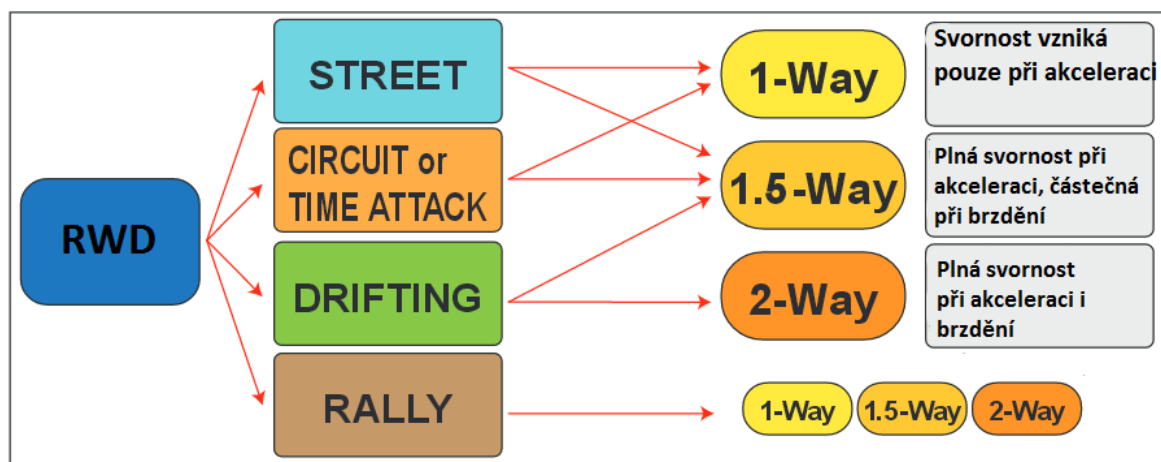 RWD
STREET
CIRCUIT or
TIME ATTACK
DRIFTING
RALLY
1-Way
Svornost vzniká
pouze při akceleraci
1.5-Way
Plná svornost při
akceleraci, částečná
při brzdění
2-Way
Plná svornost
při akceleraci i
brzdění
1-Way 1.5-Way 2-Way